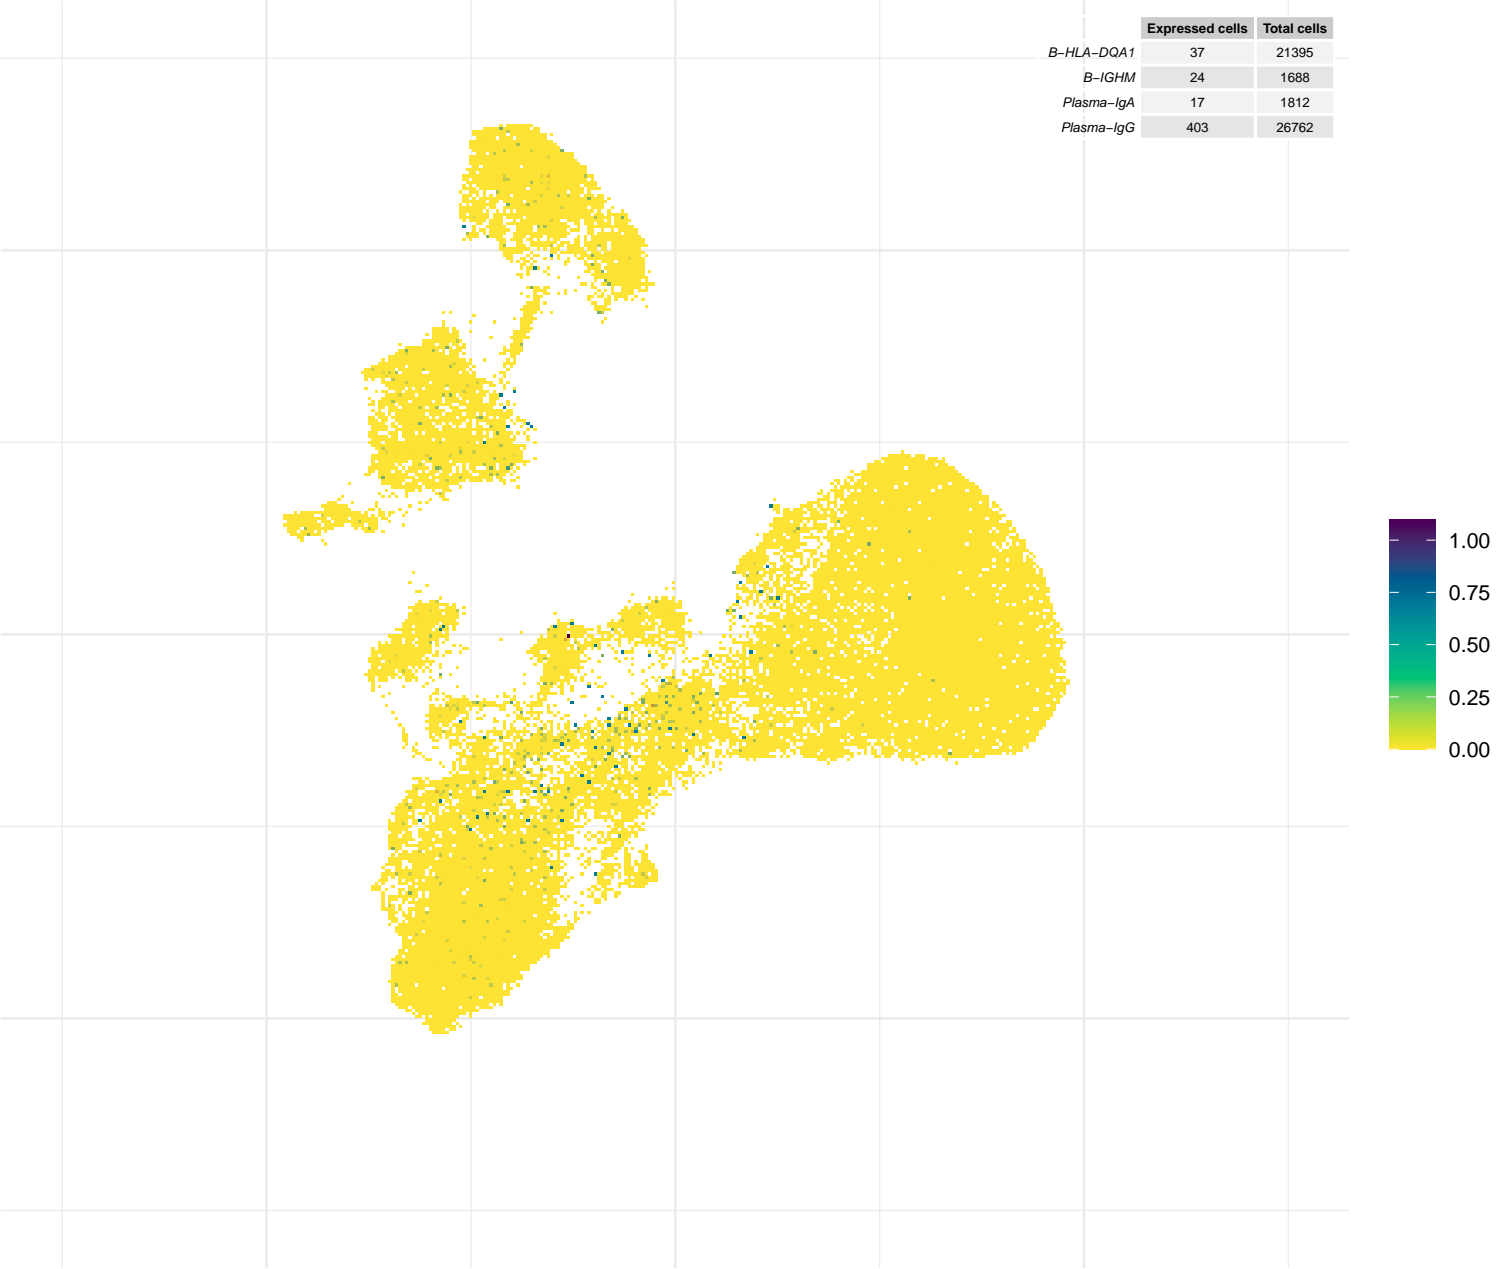 Expressed cells Total cells
B−HLA−DQA1 37 21395
B−IGHM 24 1688
Plasma−IgA 17 1812
Plasma−IgG 403 26762
1.00
0.75
0.50
0.25
0.00